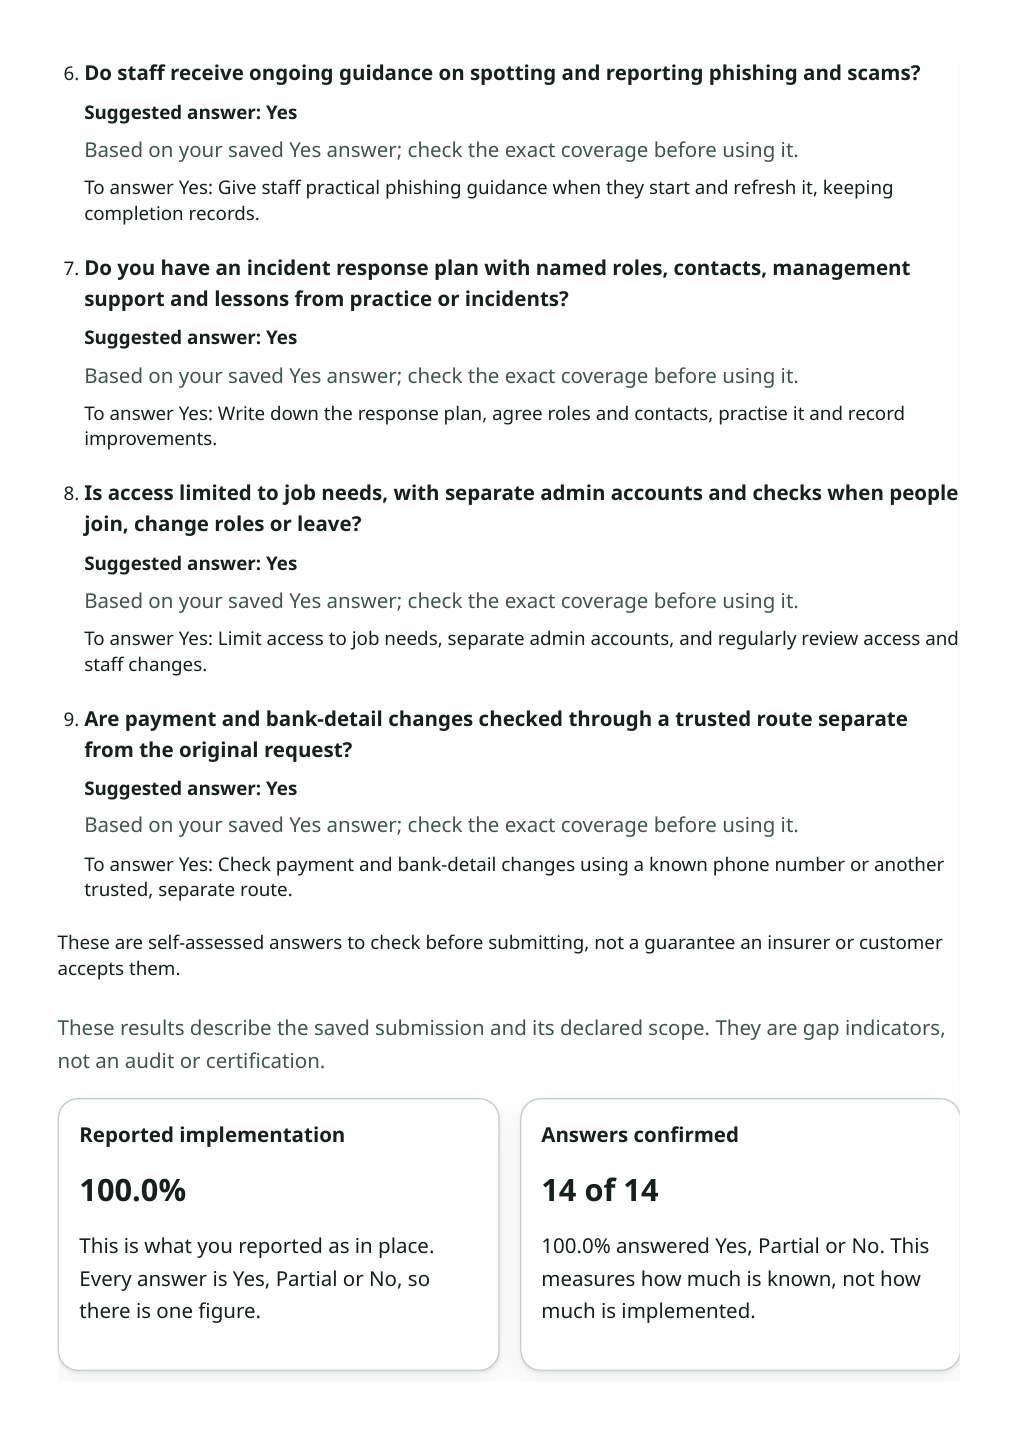 6. Do staff receive ongoing guidance on spotting and reporting phishing and scams?
Suggested answer: Yes
Based on your saved Yes answer; check the exact coverage before using it.
To answer Yes: Give staff practical phishing guidance when they start and refresh it, keeping
completion records.
7. Do you have an incident response plan with named roles, contacts, management
support and lessons from practice or incidents?
Suggested answer: Yes
Based on your saved Yes answer; check the exact coverage before using it.
To answer Yes: Write down the response plan, agree roles and contacts, practise it and record
improvements.
8. Is access limited to job needs, with separate admin accounts and checks when people
join, change roles or leave?
Suggested answer: Yes
Based on your saved Yes answer; check the exact coverage before using it.
To answer Yes: Limit access to job needs, separate admin accounts, and regularly review access and
staff changes.
9. Are payment and bank-detail changes checked through a trusted route separate
from the original request?
Suggested answer: Yes
Based on your saved Yes answer; check the exact coverage before using it.
To answer Yes: Check payment and bank-detail changes using a known phone number or another
trusted, separate route.
These are self-assessed answers to check before submitting, not a guarantee an insurer or customer
accepts them.
These results describe the saved submission and its declared scope. They are gap indicators,
not an audit or certification.
Reported implementation
100.0%
This is what you reported as in place.
Every answer is Yes, Partial or No, so
there is one figure.
Answers confirmed
14 of 14
100.0% answered Yes, Partial or No. This
measures how much is known, not how
much is implemented.